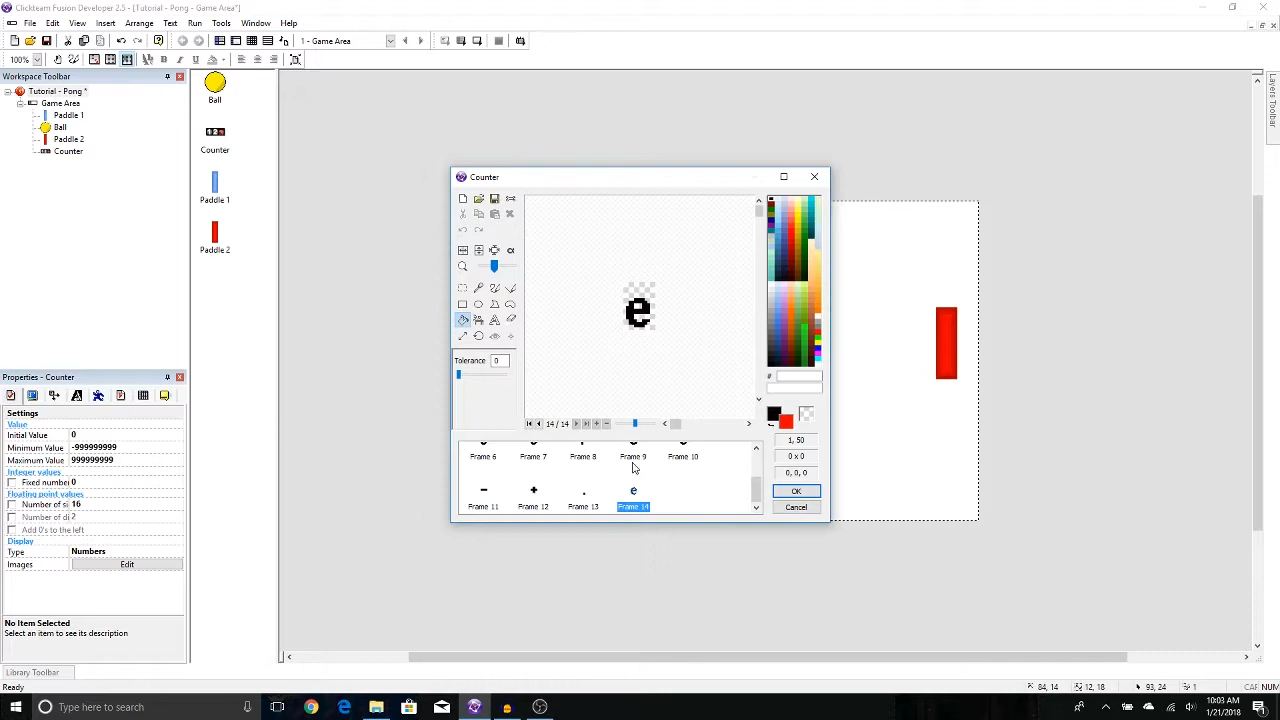 Clickteam Fusion Developer 2.5 - [Tutorial - Pong - Game Area*]
File Edit View Insert Arrange Text Run Tools Window Help
1 - Game Area
100%
Workspace Toolbar
Tutorial - Pong *
Game Area
Paddle 1
Ball
Paddle 2
Counter
Ball
Counter
Paddle 1
Paddle 2
Layers Toolbar
Counter
Tolerance 0
e
14 / 14
#
1, 50
0 x 0
0, 0, 0
OK
Cancel
Frame 6 Frame 7 Frame 8 Frame 9 Frame 10
- + . e
Frame 11 Frame 12 Frame 13 Frame 14
Properties - Counter
Settings
Value
Initial Value 0
Minimum Value -999999999
Maximum Value 999999999
Integer values
Fixed number 0
Floating point values
Number of si 16
Number of di 2
Add 0's to the left
Display
Type Numbers
Images Edit
No Item Selected
Select an item to see its description
Library Toolbar
Ready
84, 14 12, 18 93, 24 1 CAP NUM
Type here to search
10:03 AM
1/21/2018